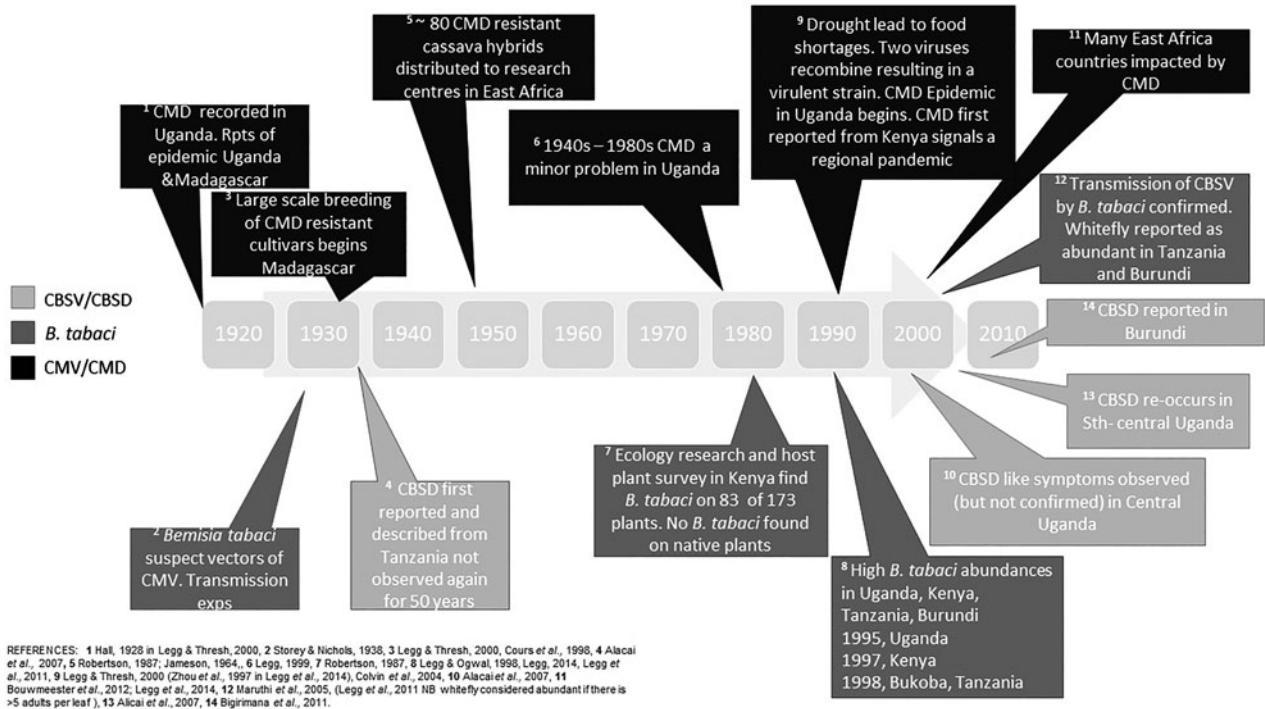 1 CMD recorded in
Uganda. Rpts of
epidemic Uganda
&Madagascar
3 Large scale breeding
of CMD resistant
cultivars begins
Madagascar
5 ~ 80 CMD resistant
cassava hybrids
distributed to research
centres in East Africa
6 1940s – 1980s CMD a
minor problem in Uganda
9 Drought lead to food
shortages. Two viruses
recombine resulting in a
virulent strain. CMD Epidemic
in Uganda begins. CMD first
reported from Kenya signals a
regional pandemic
11 Many East Africa
countries impacted by
CMD
12 Transmission of CBSV
by B. tabaci confirmed.
Whitefly reported as
abundant in Tanzania
and Burundi
CBSV/CBSD
B. tabaci
CMV/CMD
1920 1930 1940 1950 1960 1970 1980 1990 2000 2010
14 CBSD reported in
Burundi
13 CBSD re-occurs in
Sth- central Uganda
2 Bemisia tabaci
suspect vectors of
CMV. Transmission
exps
4 CBSD first
reported and
described from
Tanzania not
observed again
for 50 years
7 Ecology research and host
plant survey in Kenya find
B. tabaci on 83 of 173
plants. No B. tabaci found
on native plants
8 High B. tabaci abundances
in Uganda, Kenya,
Tanzania, Burundi
1995, Uganda
1997, Kenya
1998, Bukoba, Tanzania
10 CBSD like symptoms observed
(but not confirmed) in Central
Uganda
REFERENCES: 1 Hall, 1928 in Legg & Thresh, 2000, 2 Storey & Nichols, 1938, 3 Legg & Thresh, 2000, Cours et al., 1998, 4 Alacai
et al., 2007, 5 Robertson, 1987; Jameson, 1964,, 6 Legg, 1999, 7 Robertson, 1987, 8 Legg & Ogwal, 1998, Legg, 2014, Legg et
al., 2011, 9 Legg & Thresh, 2000 (Zhou et al., 1997 in Legg et al., 2014), Colvin et al., 2004, 10 Alacai et al., 2007, 11
Bouwmeester et al., 2012; Legg et al., 2014, 12 Maruthi et al., 2005, (Legg et al., 2011 NB whitefly considered abundant if there is
>5 adults per leaf ), 13 Alicai et al., 2007, 14 Bigirimana et al., 2011.